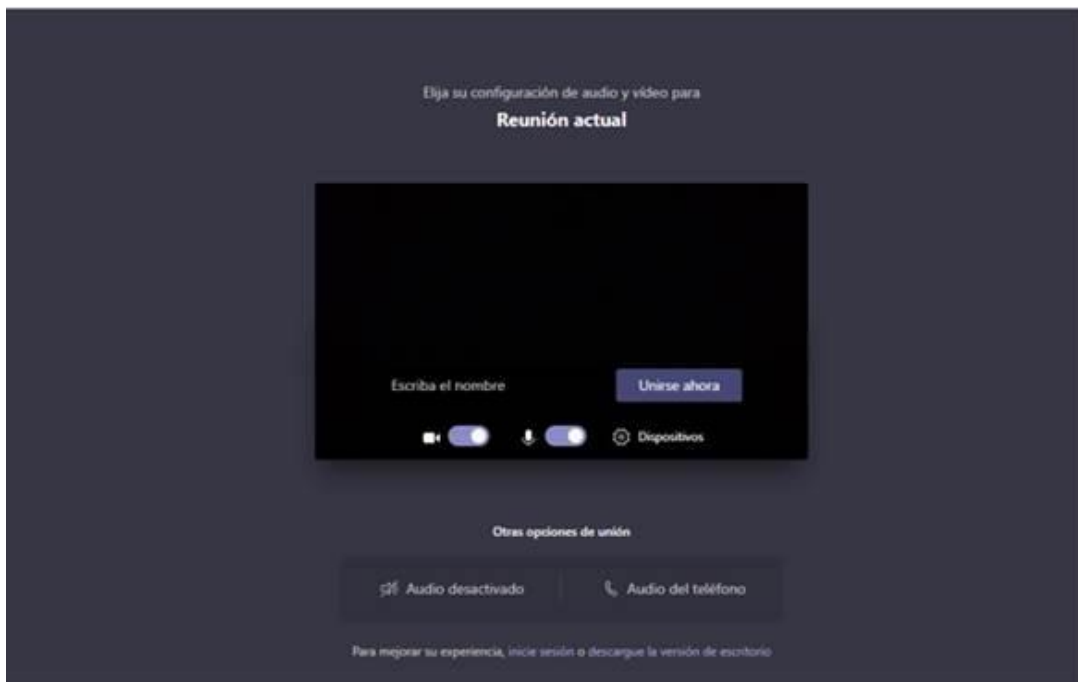 Elija su configuración de audio y vídeo para
Reunión actual
Escriba el nombre
Unirse ahora
Dispositivos
Otras opciones de unión
Audio desactivado
Audio del teléfono
Para mejorar su experiencia, inicie sesión o descargue la versión de escritorio